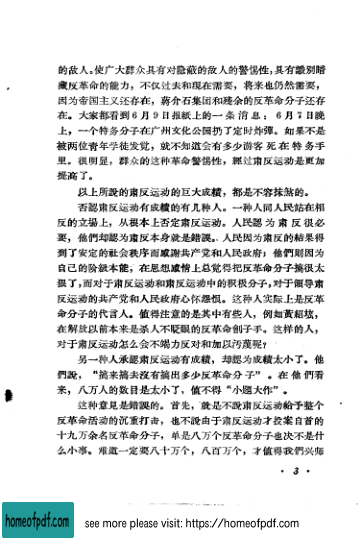 的敌人。使广大群众具有对隐蔽的敌人的警惕性，具有識别暗
藏反革命的能力，不仅过去和现在需要，将来也仍然需要，
因为帝国主义还存在，蔣介石集团和殘余的反革命分子还存
在。大家都看到6月9日报紙上的一条消息：6月7日晚
上，一个特务分子在广州文化公园扔了定时炸彈。如果不是
被两位青年学徒发觉，就不知道会有多少游客死在特务手
里。很明显，群众的这种革命警惕性，經过肃反运动是更加
提高了。
以上所說的肃反运动的巨大成績，都是不容抹煞的。
否認肃反运动有成績的有几种人。一种人同人民站在相
反的立場上，从根本上否定肃反运动。人民認为肃反很必
要，他們却認为肃反本身就是錯誤。人民因为肃反的結果得
到了安定的社会秩序而感謝共产党和人民政府；他們則因为
自己的阶級本能，在思想感情上总觉得把反革命分子搞很太
狠了，而对于肃反运动和肃反运动中的积极分子，对于領导肃
反运动的共产党和人民政府心怀怨恨。这种人实际上是反革
命分子的代言人。值得注意的是其中有些人，例如黄紹竑，
在解放以前本来是杀人不眨眼的反革命創子手。这样的人，
对于肃反运动怎么会不竭力反对和加以污蔑呢？
另一种人承認肃反运动有成績，却認为成績太小了。他
們說，“搞来搞去沒有搞出多少反革命分子”。在他們看
来，八万人的数目是太小了，值不得“小題大作”。
这种意見是錯誤的。首先，就是不說肃反运动給予整个
反革命活动的沉重打击，也不說由于肃反运动才投案自首的
十九万余名反革命分子，单是八万个反革命分子也决不是什
么小事。难道一定要八十万个，八百万个，才值得我們兴师
· 3 ·
homeofpdf.com
see more please visit: https://homeofpdf.com